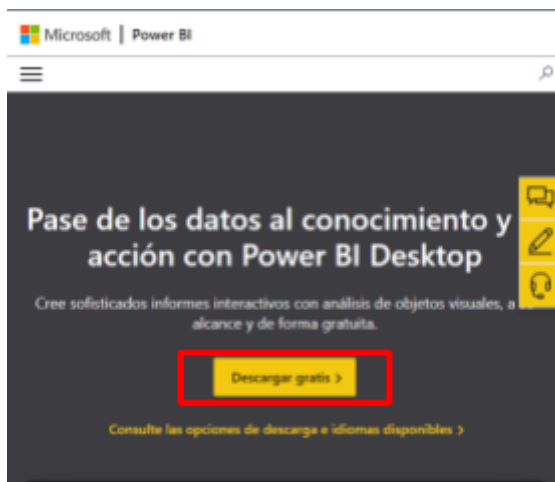 Microsoft | Power BI
Pase de los datos al conocimiento y
acción con Power BI Desktop
Cree sofisticados informes interactivos con análisis de objetos visuales, a
alcance y de forma gratuita.
Descargar gratis >
Consulte las opciones de descarga e idiomas disponibles >